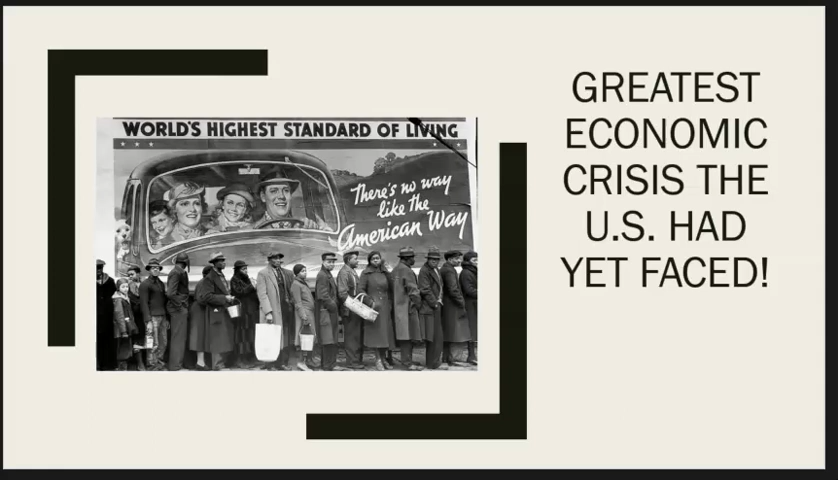 WORLD'S HIGHEST STANDARD OF LIVING
There's no way
like the
American Way
GREATEST
ECONOMIC
CRISIS THE
U.S. HAD
YET FACED!